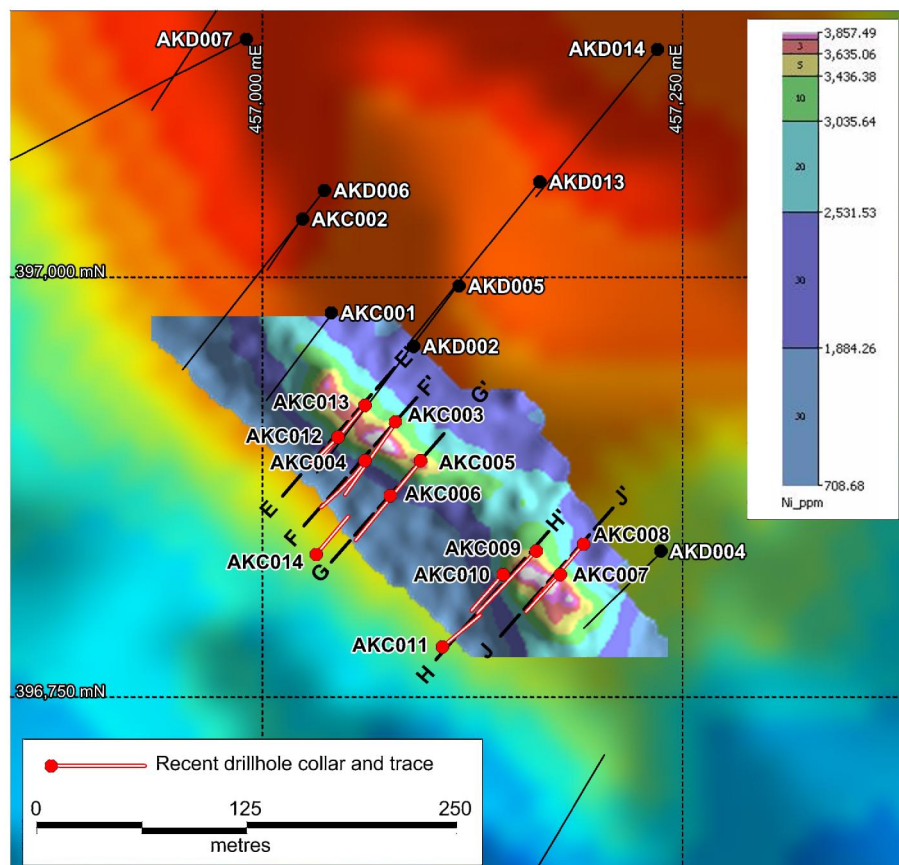 AKD007
457,000 mE
AKD014
457,250 mE
3,857.49
3
3,635.06
5
3,436.38
10
3,035.64
20
2,531.53
30
1,884.26
30
708.68
Ni_ppm
AKD006
AKC002
AKD013
397,000 mN
AKD005
AKC001
AKD002
E'
F'
G'
AKC013
AKC003
AKC012
AKC004
AKC005
AKC006
E
F
G
AKC014
H'
J'
AKC009
AKC008
AKD004
AKC010
AKC007
AKC011
H
J
396,750 mN
Recent drillhole collar and trace
0 125 250
metres